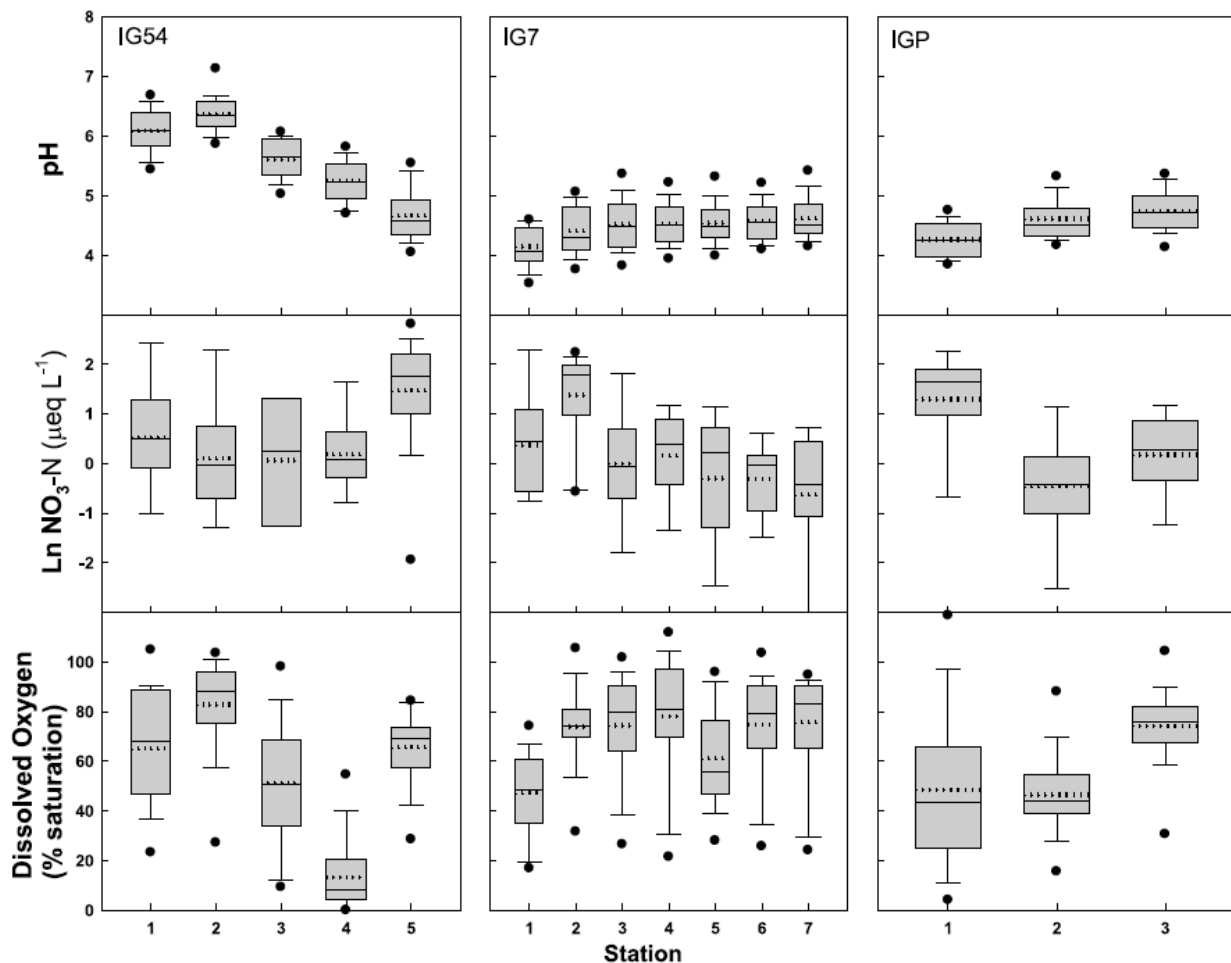 IG54
IG7
IGP
8
7
6
5
4
pH
2
1
0
-1
-2
Ln NO3-N (µeq L-1)
100
80
60
40
20
0
Dissolved Oxygen
(% saturation)
1 2 3 4 5
1 2 3 4 5 6 7
1 2 3
Station